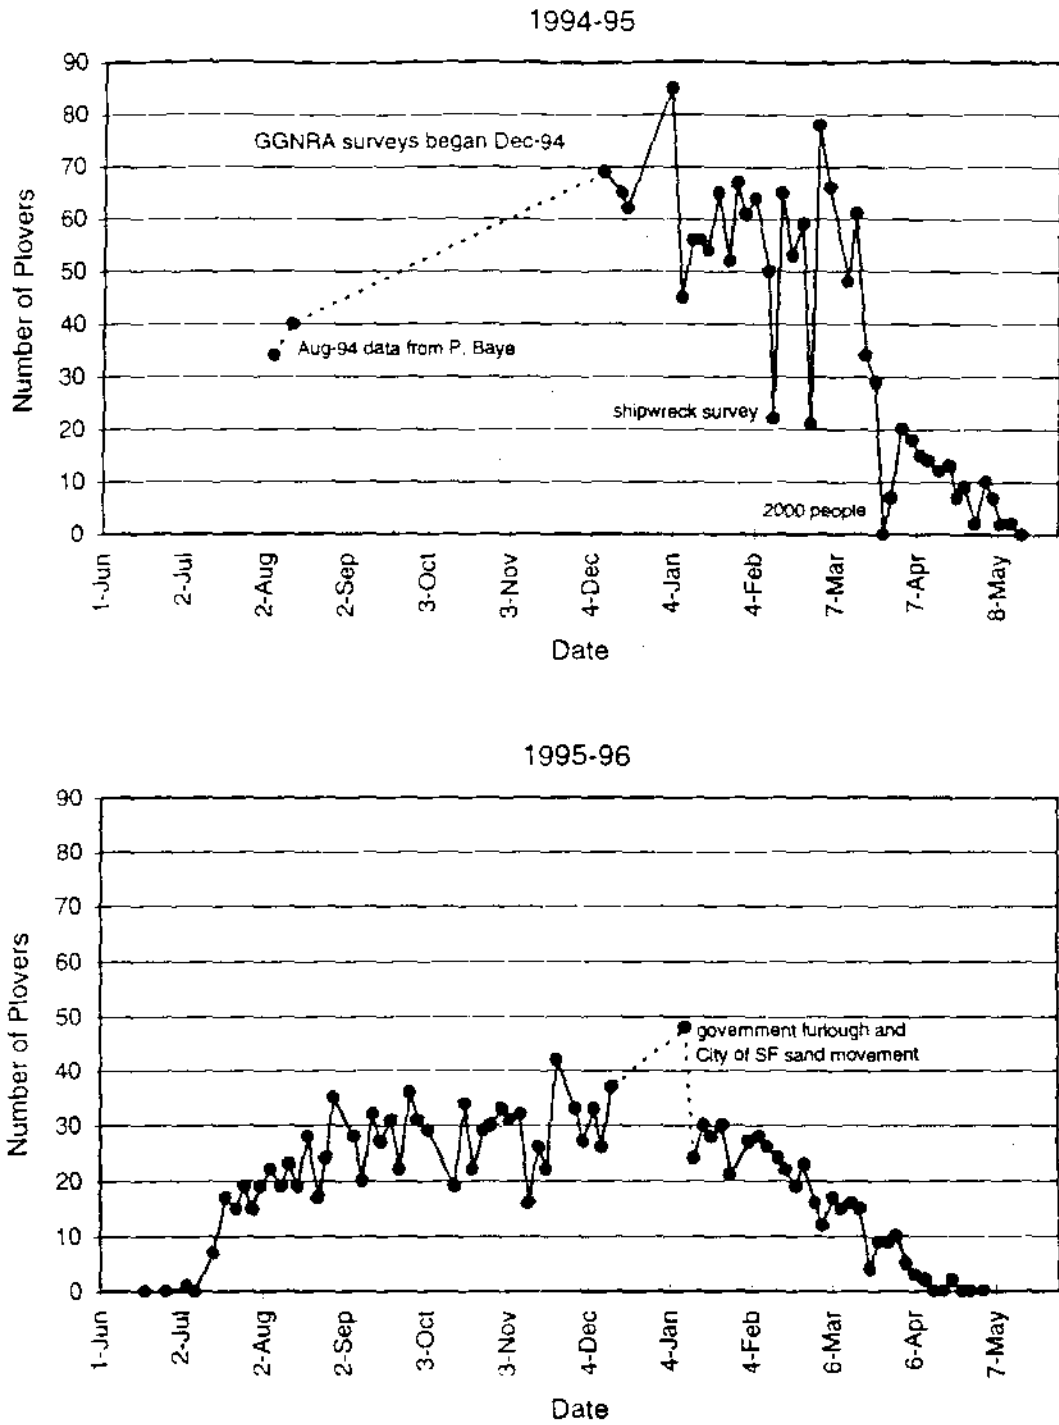 1994-95
90
80
70
60
50
40
30
20
10
0
Number of Plovers
GGNRA surveys began Dec-94
Aug-94 data from P. Baye
shipwreck survey
2000 people
1-Jun
2-Jul
2-Aug
2-Sep
3-Oct
3-Nov
4-Dec
4-Jan
4-Feb
7-Mar
7-Apr
8-May
Date
1995-96
90
80
70
60
50
40
30
20
10
0
Number of Plovers
government furlough and
City of SF sand movement
1-Jun
2-Jul
2-Aug
2-Sep
3-Oct
3-Nov
4-Dec
4-Jan
4-Feb
6-Mar
6-Apr
7-May
Date